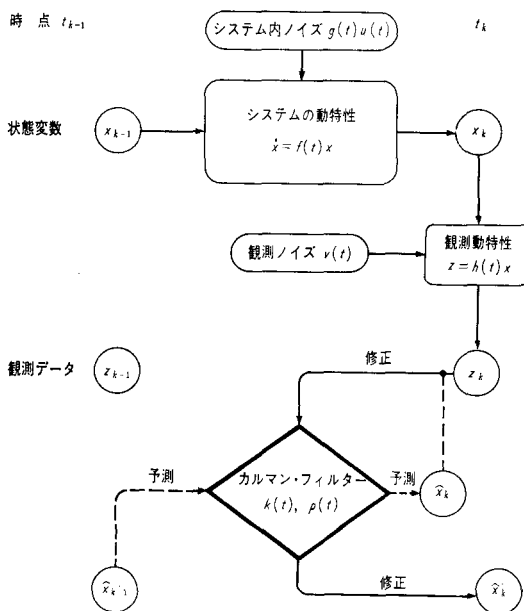 時 点 t_{k-1}
システム内ノイズ g(t)u(t)
t_k
状態変数
x_{k-1}
システムの動特性
ẋ = f(t)x
x_k
観測ノイズ v(t)
観測動特性
z = h(t)x
観測データ
z_{k-1}
修正
z_k
予測
カルマン・フィルター
k(t), p(t)
予測
x̂_k
修正
x̂'_k